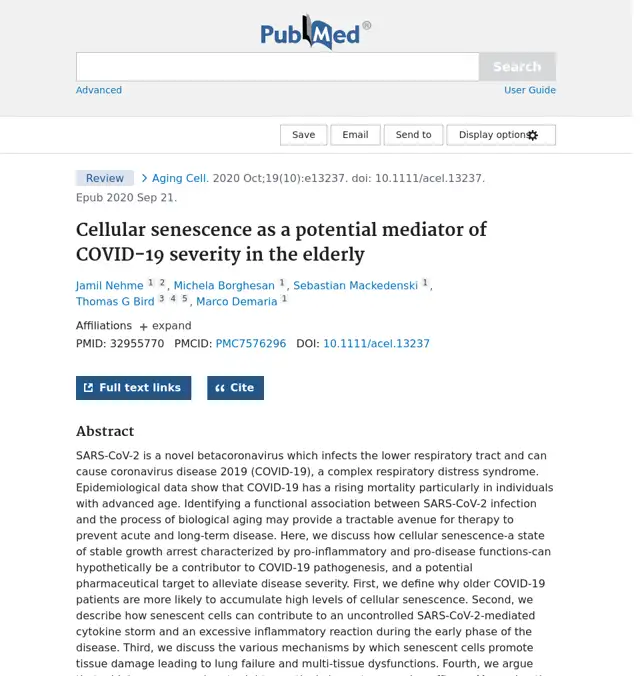 PubMed®
Search
Advanced
User Guide
Save
Email
Send to
Display options
Review
Aging Cell. 2020 Oct;19(10):e13237. doi: 10.1111/acel.13237.
Epub 2020 Sep 21.
Cellular senescence as a potential mediator of
COVID-19 severity in the elderly
Jamil Nehme 1 2, Michela Borghesan 1, Sebastian Mackedenski 1,
Thomas G Bird 3 4 5, Marco Demaria 1
Affiliations + expand
PMID: 32955770 PMCID: PMC7576296 DOI: 10.1111/acel.13237
Full text links
Cite
Abstract
SARS-CoV-2 is a novel betacoronavirus which infects the lower respiratory tract and can
cause coronavirus disease 2019 (COVID-19), a complex respiratory distress syndrome.
Epidemiological data show that COVID-19 has a rising mortality particularly in individuals
with advanced age. Identifying a functional association between SARS-CoV-2 infection
and the process of biological aging may provide a tractable avenue for therapy to
prevent acute and long-term disease. Here, we discuss how cellular senescence-a state
of stable growth arrest characterized by pro-inflammatory and pro-disease functions-can
hypothetically be a contributor to COVID-19 pathogenesis, and a potential
pharmaceutical target to alleviate disease severity. First, we define why older COVID-19
patients are more likely to accumulate high levels of cellular senescence. Second, we
describe how senescent cells can contribute to an uncontrolled SARS-CoV-2-mediated
cytokine storm and an excessive inflammatory reaction during the early phase of the
disease. Third, we discuss the various mechanisms by which senescent cells promote
tissue damage leading to lung failure and multi-tissue dysfunctions. Fourth, we argue